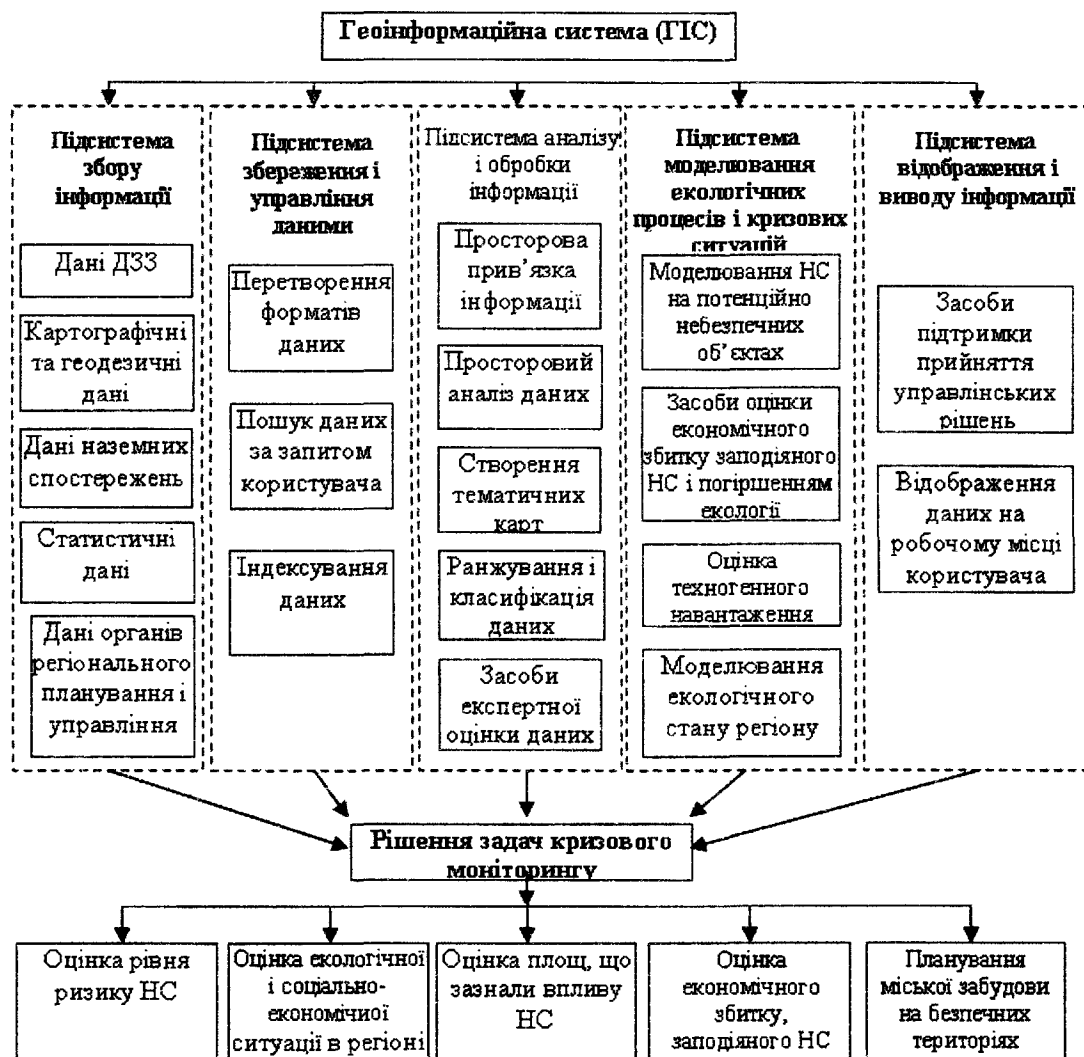 Геоінформаційна система (ГІС)
Підсистема
збору
інформації
Дані ДЗЗ
Картографічні
та геодезичні
дані
Дані наземних
спостережень
Статистичні
дані
Дані органів
регіонального
планування і
управління
Підсистема
збереження і
управління
даними
Перетворення
форматів
даних
Пошук даних
за запитом
користувача
Індексування
даних
Підсистема аналізу
і обробки
інформації
Просторова
прив’язка
інформації
Просторовий
аналіз даних
Створення
тематичних
карт
Ранжування і
класифікація
даних
Засоби
експертної
оцінки даних
Підсистема
моделювання
екологічних
процесів і кризових
ситуацій
Моделювання НС
на потенційно
небезпечних
об’єктах
Засоби оцінки
економічного
збитку заподіяного
НС і погіршенням
екології
Оцінка
техногенного
навантаження
Моделювання
екологічного
стану регіону
Підсистема
відображення і
виводу інформації
Засоби
підтримки
прийняття
управлінських
рішень
Відображення
даних на
робочому місці
користувача
Рішення задач кризового
моніторингу
Оцінка рівня
ризику НС
Оцінка екологічної
і соціально-
економічної
ситуації в регіоні
Оцінка площ, що
зазнали впливу
НС
Оцінка
економічного
збитку,
заподіяного НС
Планування
міської забудови
на безпечних
територіях